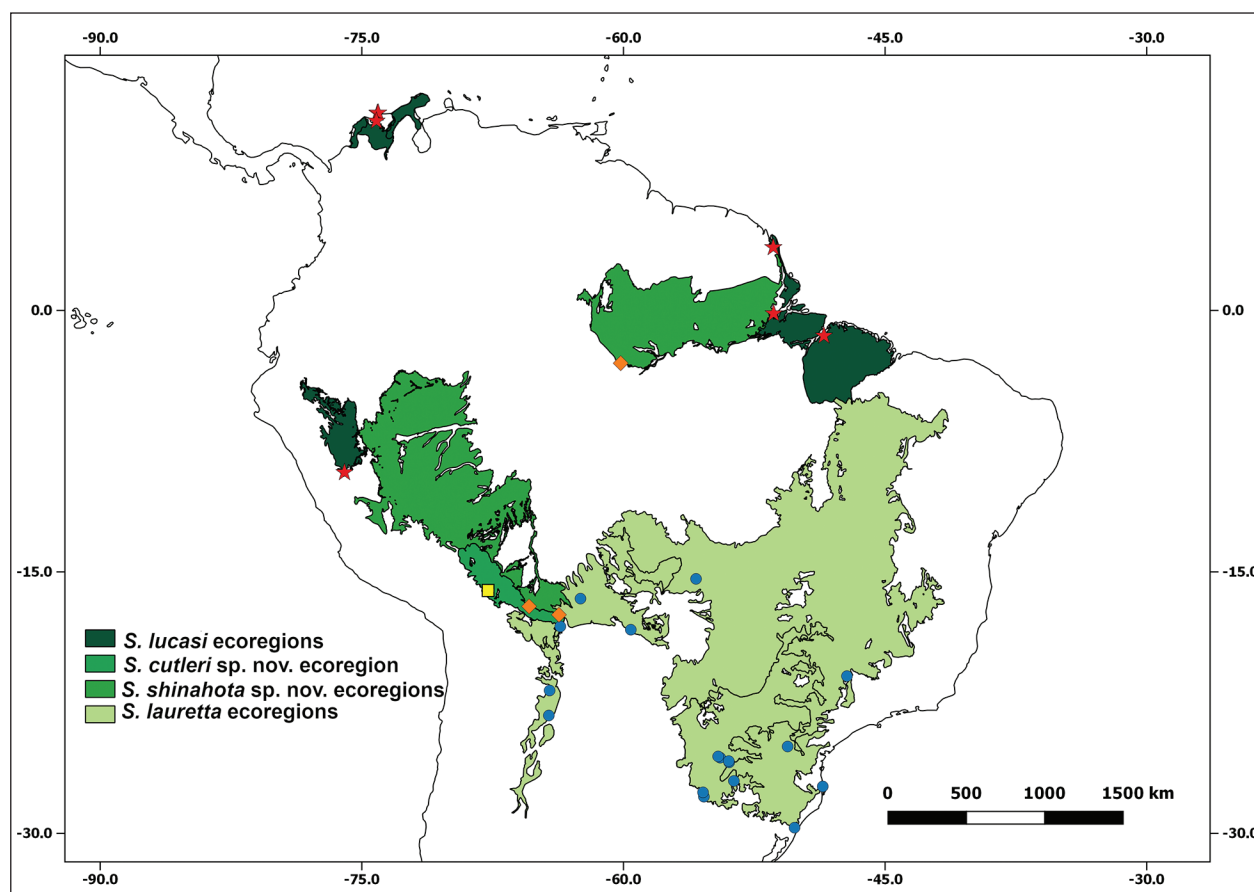 -90.0 -75.0 -60.0 -45.0 -30.0
0.0 0.0
-15.0 -15.0
S. lucasi ecoregions
S. cutleri sp. nov. ecoregion
S. shinahota sp. nov. ecoregions
S. lauretta ecoregions
0 500 1000 1500 km
-30.0 -30.0
-90.0 -75.0 -60.0 -45.0 -30.0